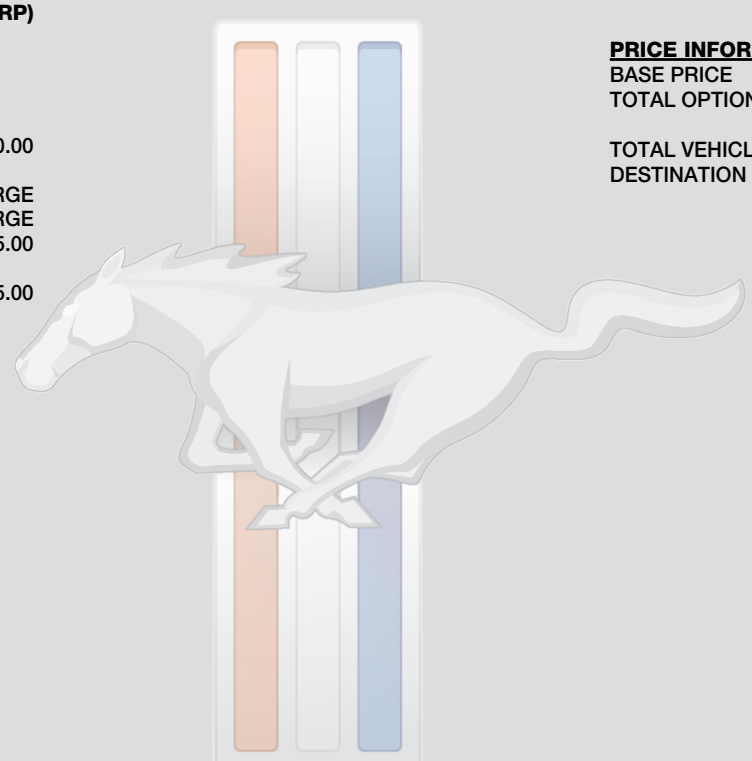 RP)
0.00
RGE
RGE
5.00
5.00
PRICE INFOR
BASE PRICE
TOTAL OPTION
TOTAL VEHICL
DESTINATION